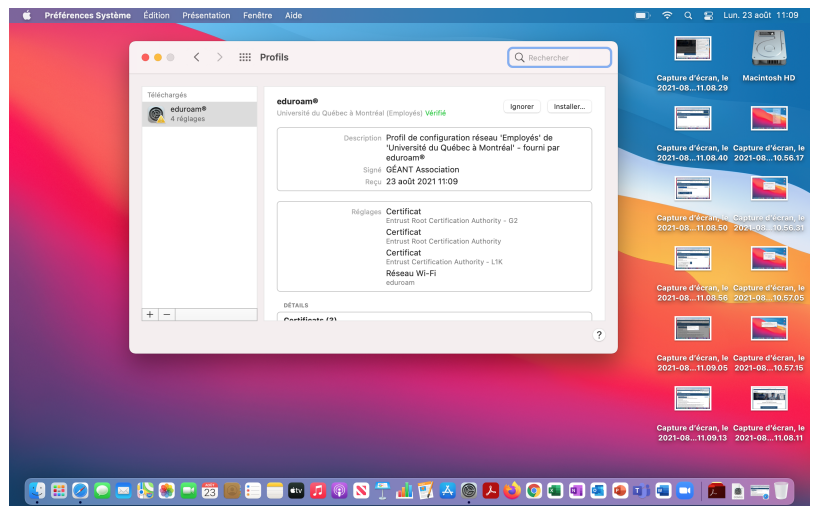 Préférences Système Édition Présentation Fenêtre Aide
Lun. 23 août 11:09
Profils
Rechercher
Téléchargés
eduroam®
4 réglages
eduroam®
Université du Québec à Montréal (Employés) Vérifié
Ignorer
Installer...
Description Profil de configuration réseau 'Employés' de
'Université du Québec à Montréal' - fourni par
eduroam®
Signé GÉANT Association
Reçu 23 août 2021 11:09
Réglages Certificat
Entrust Root Certification Authority - G2
Certificat
Entrust Root Certification Authority
Certificat
Entrust Certification Authority - L1K
Réseau Wi-Fi
eduroam
DÉTAILS
Certificats (3)
+ −
?
Capture d'écran, le
2021-08...11.08.29
Macintosh HD
Capture d'écran, le
2021-08...11.08.40
Capture d'écran, le
2021-08...10.56.17
Capture d'écran, le
2021-08...11.08.50
Capture d'écran, le
2021-08...10.56.31
Capture d'écran, le
2021-08...11.08.56
Capture d'écran, le
2021-08...10.57.05
Capture d'écran, le
2021-08...11.09.05
Capture d'écran, le
2021-08...10.57.15
Capture d'écran, le
2021-08...11.09.13
Capture d'écran, le
2021-08...11.08.11
23
tv